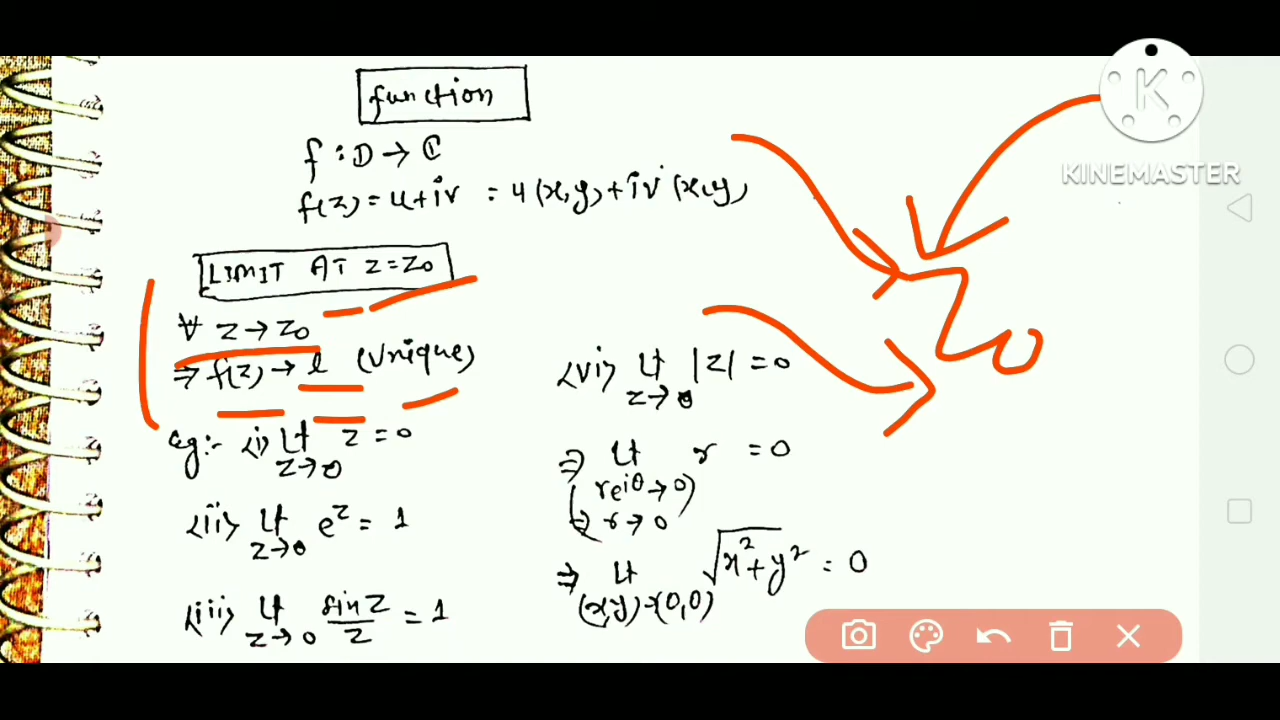 function
f : D → ℂ
f(z) = u+iv = u(x,y)+iv(x,y)
LIMIT AT z=z₀
∀ z → z₀
⇒ f(z) → l (Unique)
eg:- <i> Lt z = 0
z→0
<ii> Lt e^z = 1
z→0
<iii> Lt sinz/z = 1
z→0
<vi> Lt |z| = 0
z→0
⇒ Lt r = 0
(re^iθ → 0)
⇒ r → 0
⇒ Lt √x²+y² = 0
(x,y)→(0,0)
z₀
K
KINEMASTER